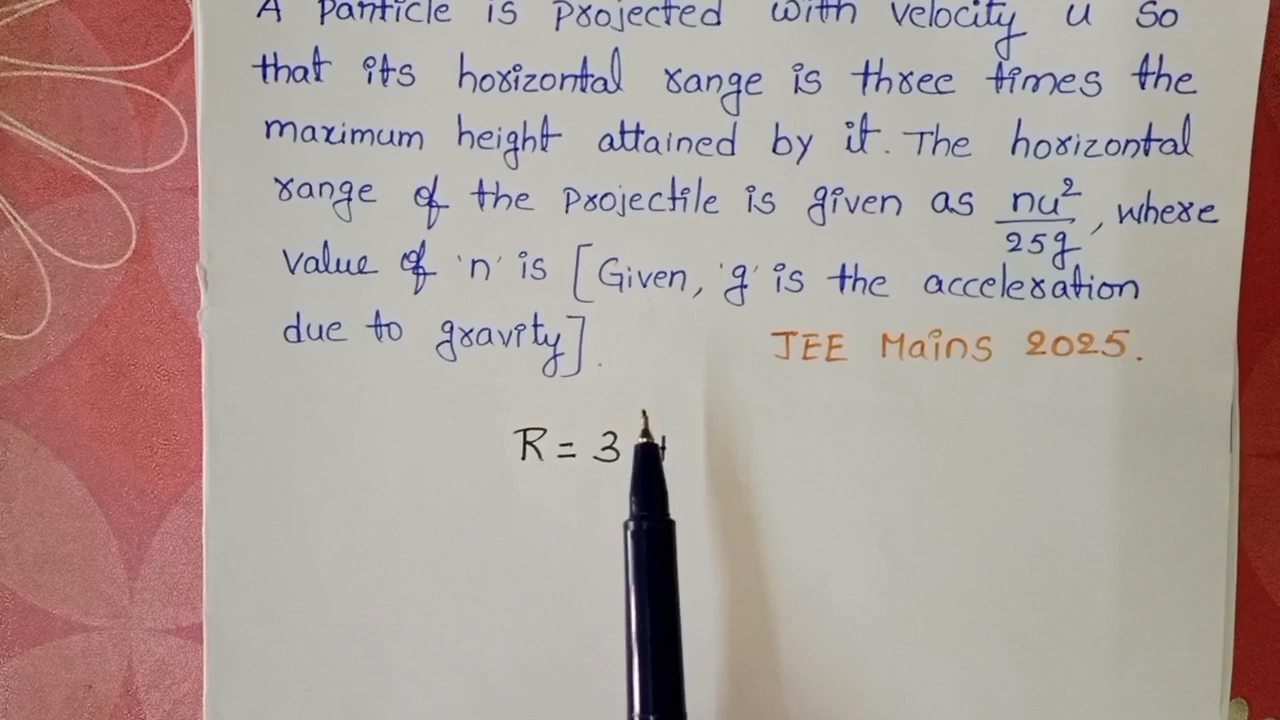 A particle is projected with velocity u so
that its horizontal range is three times the
maximum height attained by it. The horizontal
range of the projectile is given as nu²/25g, where
value of 'n' is [Given, 'g' is the acceleration
due to gravity].
JEE Mains 2025.
R = 3